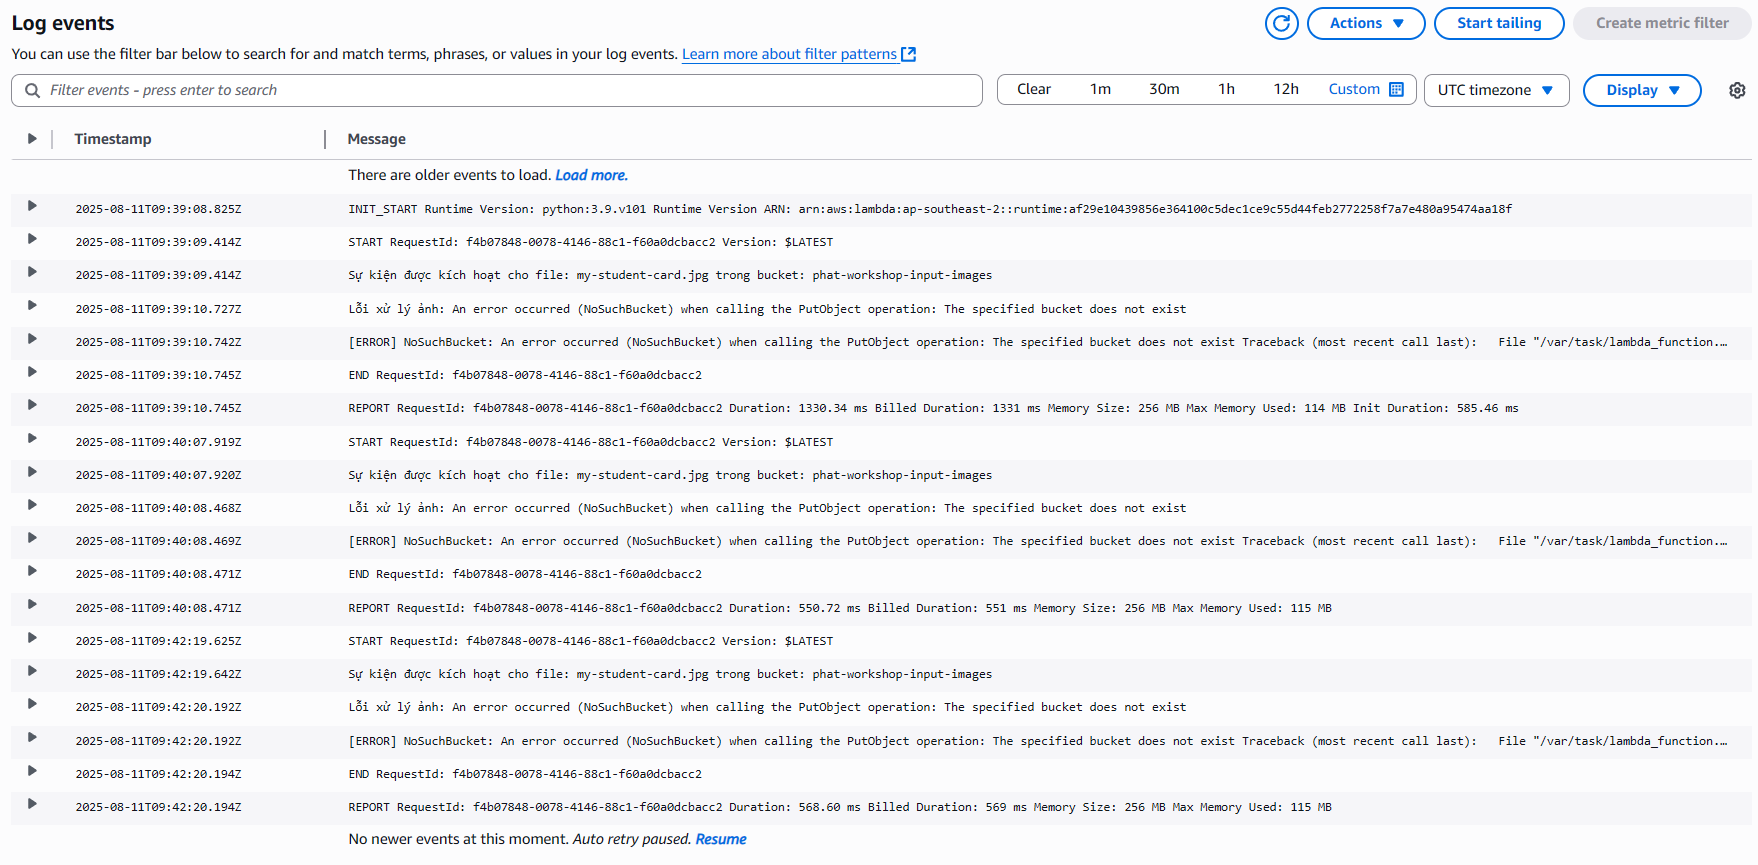 Log events
Actions
Start tailing
Create metric filter
You can use the filter bar below to search for and match terms, phrases, or values in your log events. Learn more about filter patterns
Filter events - press enter to search
Clear 1m 30m 1h 12h Custom
UTC timezone
Display
Timestamp Message
There are older events to load. Load more.
2025-08-11T09:39:08.825Z INIT_START Runtime Version: python:3.9.v101 Runtime Version ARN: arn:aws:lambda:ap-southeast-2::runtime:af29e10439856e364100c5dec1ce9c55d44feb2772258f7a7e480a95474aa18f
2025-08-11T09:39:09.414Z START RequestId: f4b07848-0078-4146-88c1-f60a0dcbacc2 Version: $LATEST
2025-08-11T09:39:09.414Z Sự kiện được kích hoạt cho file: my-student-card.jpg trong bucket: phat-workshop-input-images
2025-08-11T09:39:10.727Z Lỗi xử lý ảnh: An error occurred (NoSuchBucket) when calling the PutObject operation: The specified bucket does not exist
2025-08-11T09:39:10.742Z [ERROR] NoSuchBucket: An error occurred (NoSuchBucket) when calling the PutObject operation: The specified bucket does not exist Traceback (most recent call last): File "/var/task/lambda_function.…
2025-08-11T09:39:10.745Z END RequestId: f4b07848-0078-4146-88c1-f60a0dcbacc2
2025-08-11T09:39:10.745Z REPORT RequestId: f4b07848-0078-4146-88c1-f60a0dcbacc2 Duration: 1330.34 ms Billed Duration: 1331 ms Memory Size: 256 MB Max Memory Used: 114 MB Init Duration: 585.46 ms
2025-08-11T09:40:07.919Z START RequestId: f4b07848-0078-4146-88c1-f60a0dcbacc2 Version: $LATEST
2025-08-11T09:40:07.920Z Sự kiện được kích hoạt cho file: my-student-card.jpg trong bucket: phat-workshop-input-images
2025-08-11T09:40:08.468Z Lỗi xử lý ảnh: An error occurred (NoSuchBucket) when calling the PutObject operation: The specified bucket does not exist
2025-08-11T09:40:08.469Z [ERROR] NoSuchBucket: An error occurred (NoSuchBucket) when calling the PutObject operation: The specified bucket does not exist Traceback (most recent call last): File "/var/task/lambda_function.…
2025-08-11T09:40:08.471Z END RequestId: f4b07848-0078-4146-88c1-f60a0dcbacc2
2025-08-11T09:40:08.471Z REPORT RequestId: f4b07848-0078-4146-88c1-f60a0dcbacc2 Duration: 550.72 ms Billed Duration: 551 ms Memory Size: 256 MB Max Memory Used: 115 MB
2025-08-11T09:42:19.625Z START RequestId: f4b07848-0078-4146-88c1-f60a0dcbacc2 Version: $LATEST
2025-08-11T09:42:19.642Z Sự kiện được kích hoạt cho file: my-student-card.jpg trong bucket: phat-workshop-input-images
2025-08-11T09:42:20.192Z Lỗi xử lý ảnh: An error occurred (NoSuchBucket) when calling the PutObject operation: The specified bucket does not exist
2025-08-11T09:42:20.192Z [ERROR] NoSuchBucket: An error occurred (NoSuchBucket) when calling the PutObject operation: The specified bucket does not exist Traceback (most recent call last): File "/var/task/lambda_function.…
2025-08-11T09:42:20.194Z END RequestId: f4b07848-0078-4146-88c1-f60a0dcbacc2
2025-08-11T09:42:20.194Z REPORT RequestId: f4b07848-0078-4146-88c1-f60a0dcbacc2 Duration: 568.60 ms Billed Duration: 569 ms Memory Size: 256 MB Max Memory Used: 115 MB
No newer events at this moment. Auto retry paused. Resume